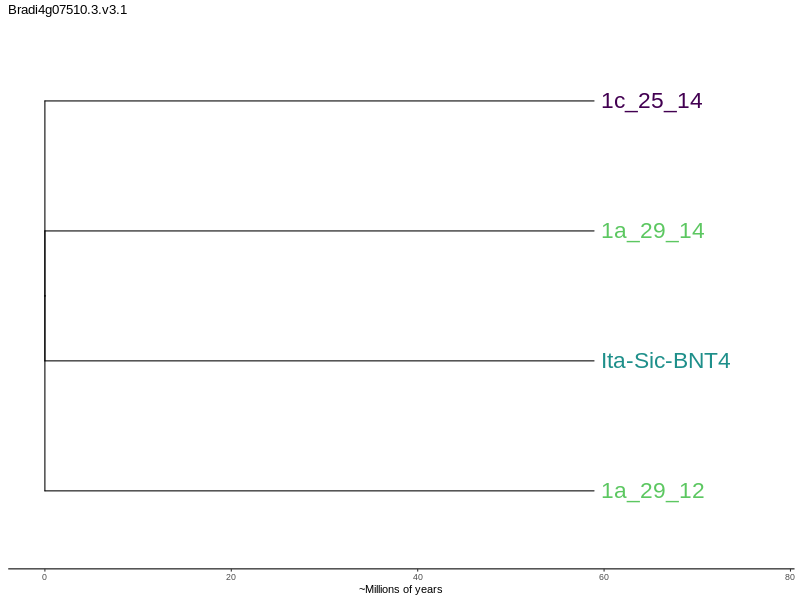 Bradi4g07510.3.v3.1
1c_25_14
1a_29_14
Ita-Sic-BNT4
1a_29_12
0 20 40 60 80
~Millions of years